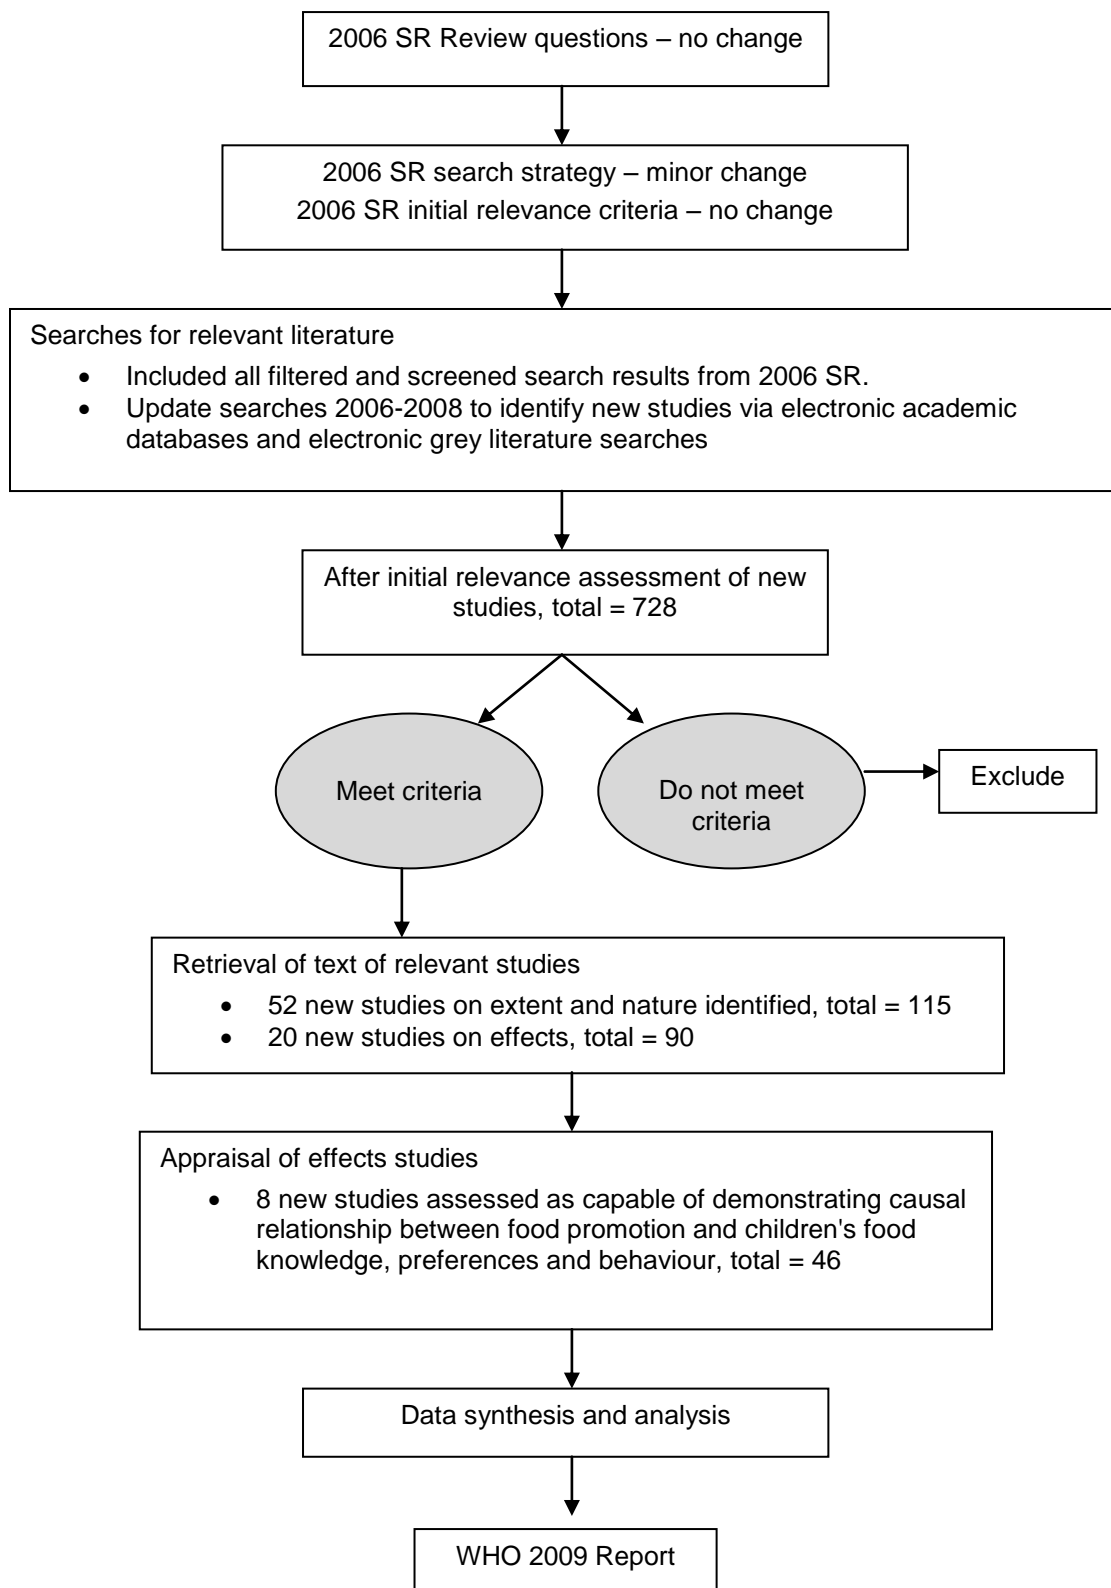 2006 SR Review questions – no change
2006 SR search strategy – minor change
2006 SR initial relevance criteria – no change
Searches for relevant literature
• Included all filtered and screened search results from 2006 SR.
• Update searches 2006-2008 to identify new studies via electronic academic
databases and electronic grey literature searches
After initial relevance assessment of new
studies, total = 728
Meet criteria
Do not meet
criteria
Exclude
Retrieval of text of relevant studies
• 52 new studies on extent and nature identified, total = 115
• 20 new studies on effects, total = 90
Appraisal of effects studies
• 8 new studies assessed as capable of demonstrating causal
relationship between food promotion and children's food
knowledge, preferences and behaviour, total = 46
Data synthesis and analysis
WHO 2009 Report